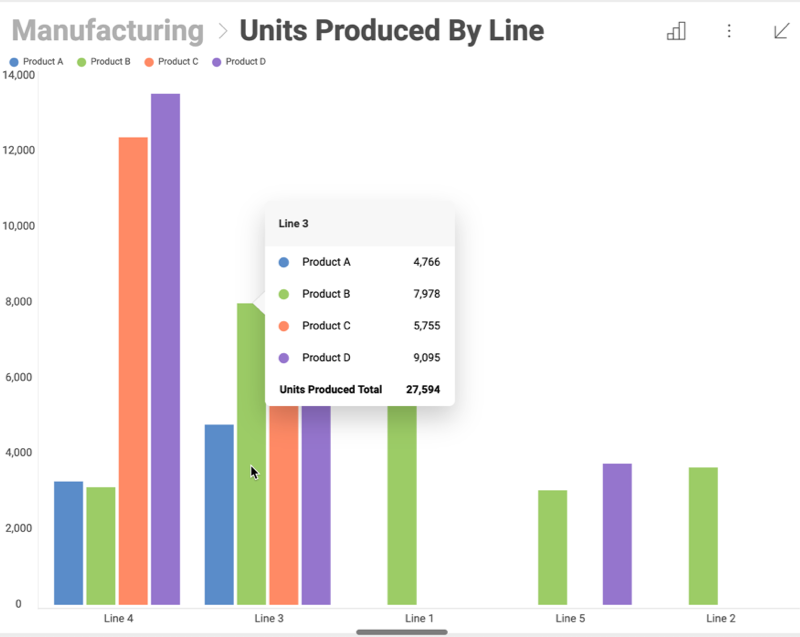 Manufacturing > Units Produced By Line
Product A Product B Product C Product D
14,000
12,000
10,000
8,000
6,000
4,000
2,000
0
Line 3
Product A 4,766
Product B 7,978
Product C 5,755
Product D 9,095
Units Produced Total 27,594
Line 4 Line 3 Line 1 Line 5 Line 2